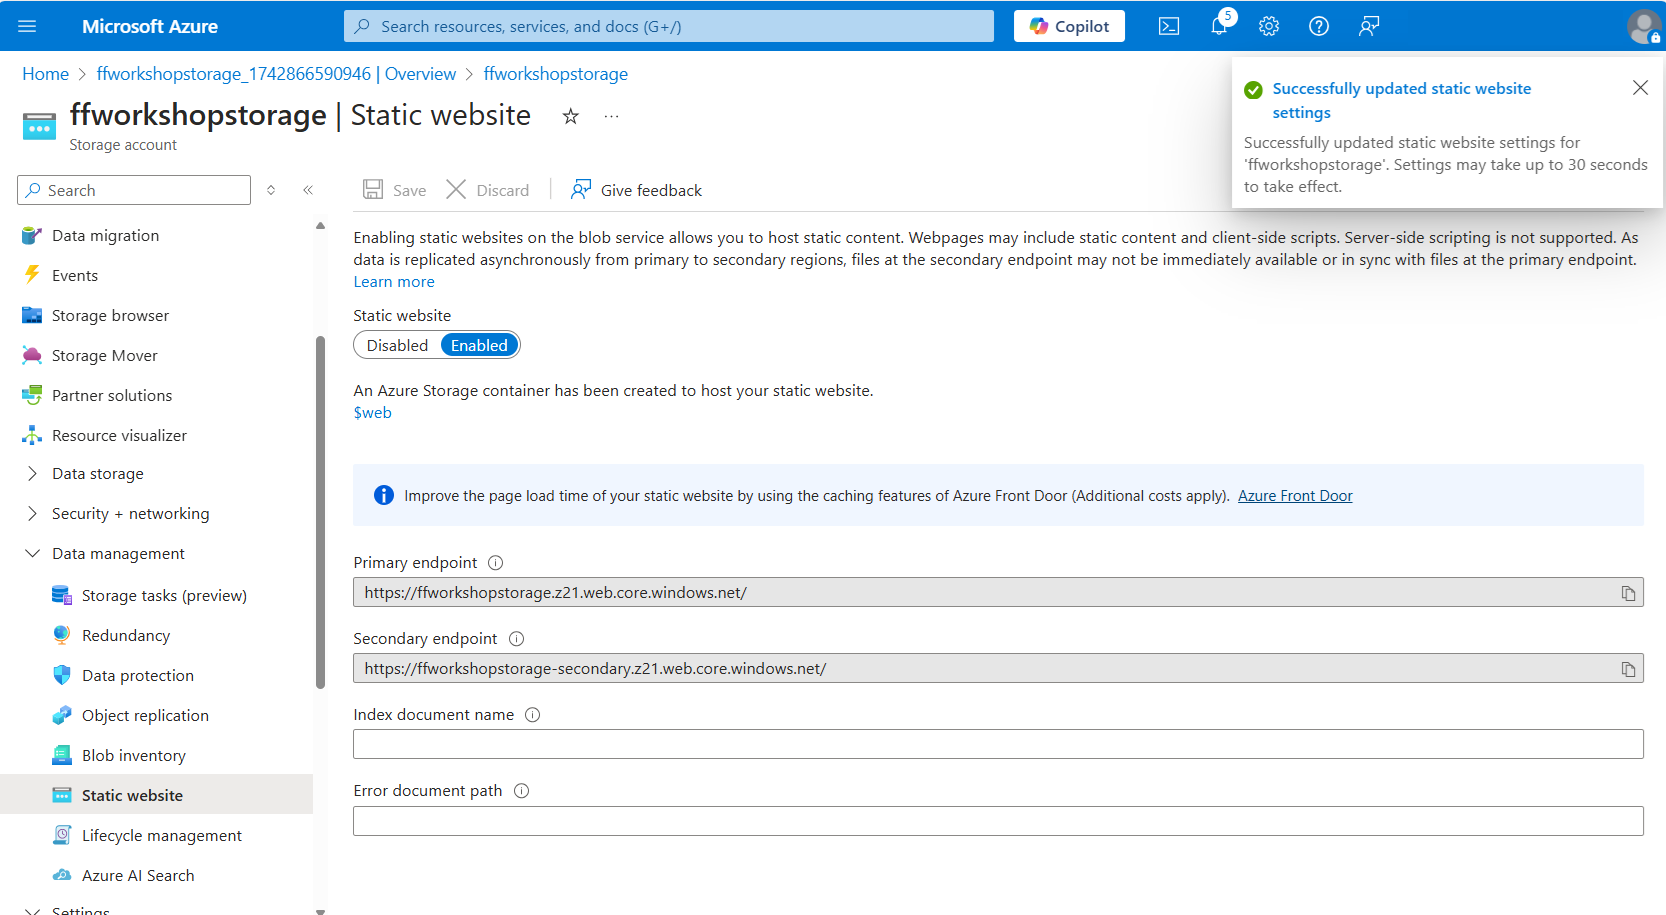 Microsoft Azure
Search resources, services, and docs (G+/)
Copilot
5
Home > ffworkshopstorage_1742866590946 | Overview > ffworkshopstorage
ffworkshopstorage | Static website
Storage account
Successfully updated static website
settings
Successfully updated static website settings for
'ffworkshopstorage'. Settings may take up to 30 seconds
to take effect.
Search
Data migration
Events
Storage browser
Storage Mover
Partner solutions
Resource visualizer
Data storage
Security + networking
Data management
Storage tasks (preview)
Redundancy
Data protection
Object replication
Blob inventory
Static website
Lifecycle management
Azure AI Search
Settings
Save Discard Give feedback
Enabling static websites on the blob service allows you to host static content. Webpages may include static content and client-side scripts. Server-side scripting is not supported. As
data is replicated asynchronously from primary to secondary regions, files at the secondary endpoint may not be immediately available or in sync with files at the primary endpoint.
Learn more
Static website
Disabled Enabled
An Azure Storage container has been created to host your static website.
$web
Improve the page load time of your static website by using the caching features of Azure Front Door (Additional costs apply). Azure Front Door
Primary endpoint
https://ffworkshopstorage.z21.web.core.windows.net/
Secondary endpoint
https://ffworkshopstorage-secondary.z21.web.core.windows.net/
Index document name
Error document path